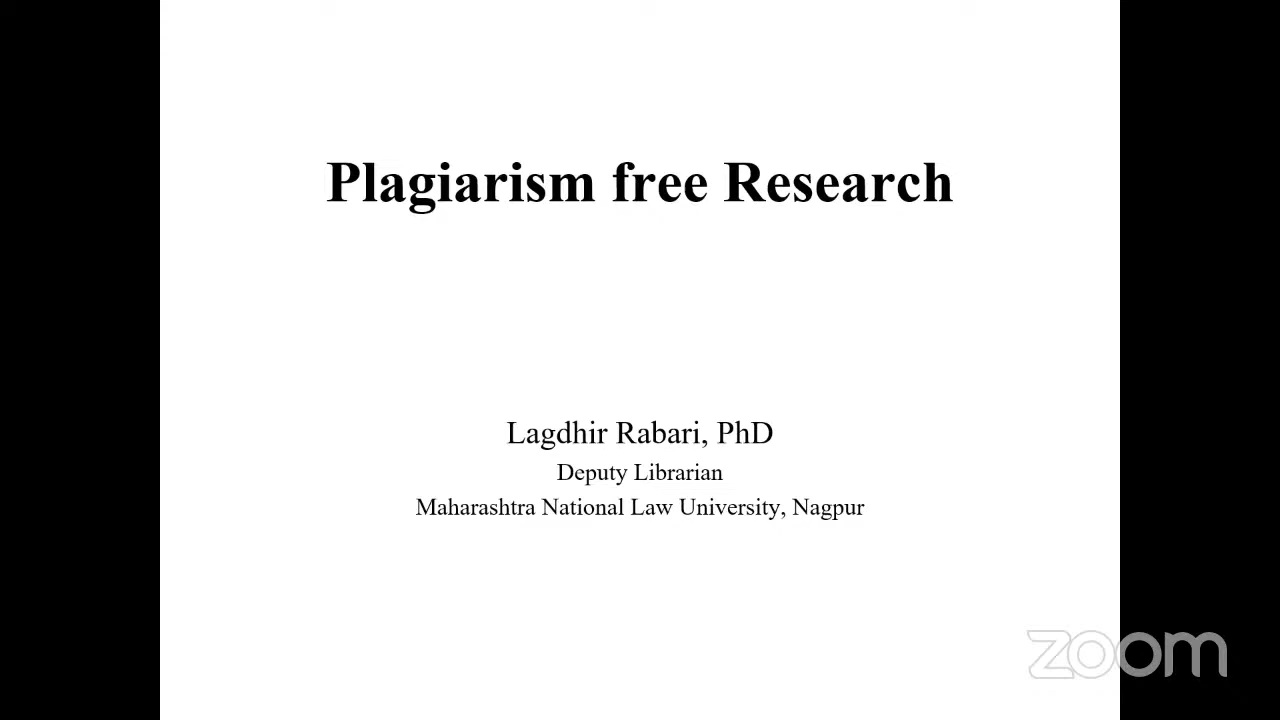 Plagiarism free Research
Lagdhir Rabari, PhD
Deputy Librarian
Maharashtra National Law University, Nagpur
zoom